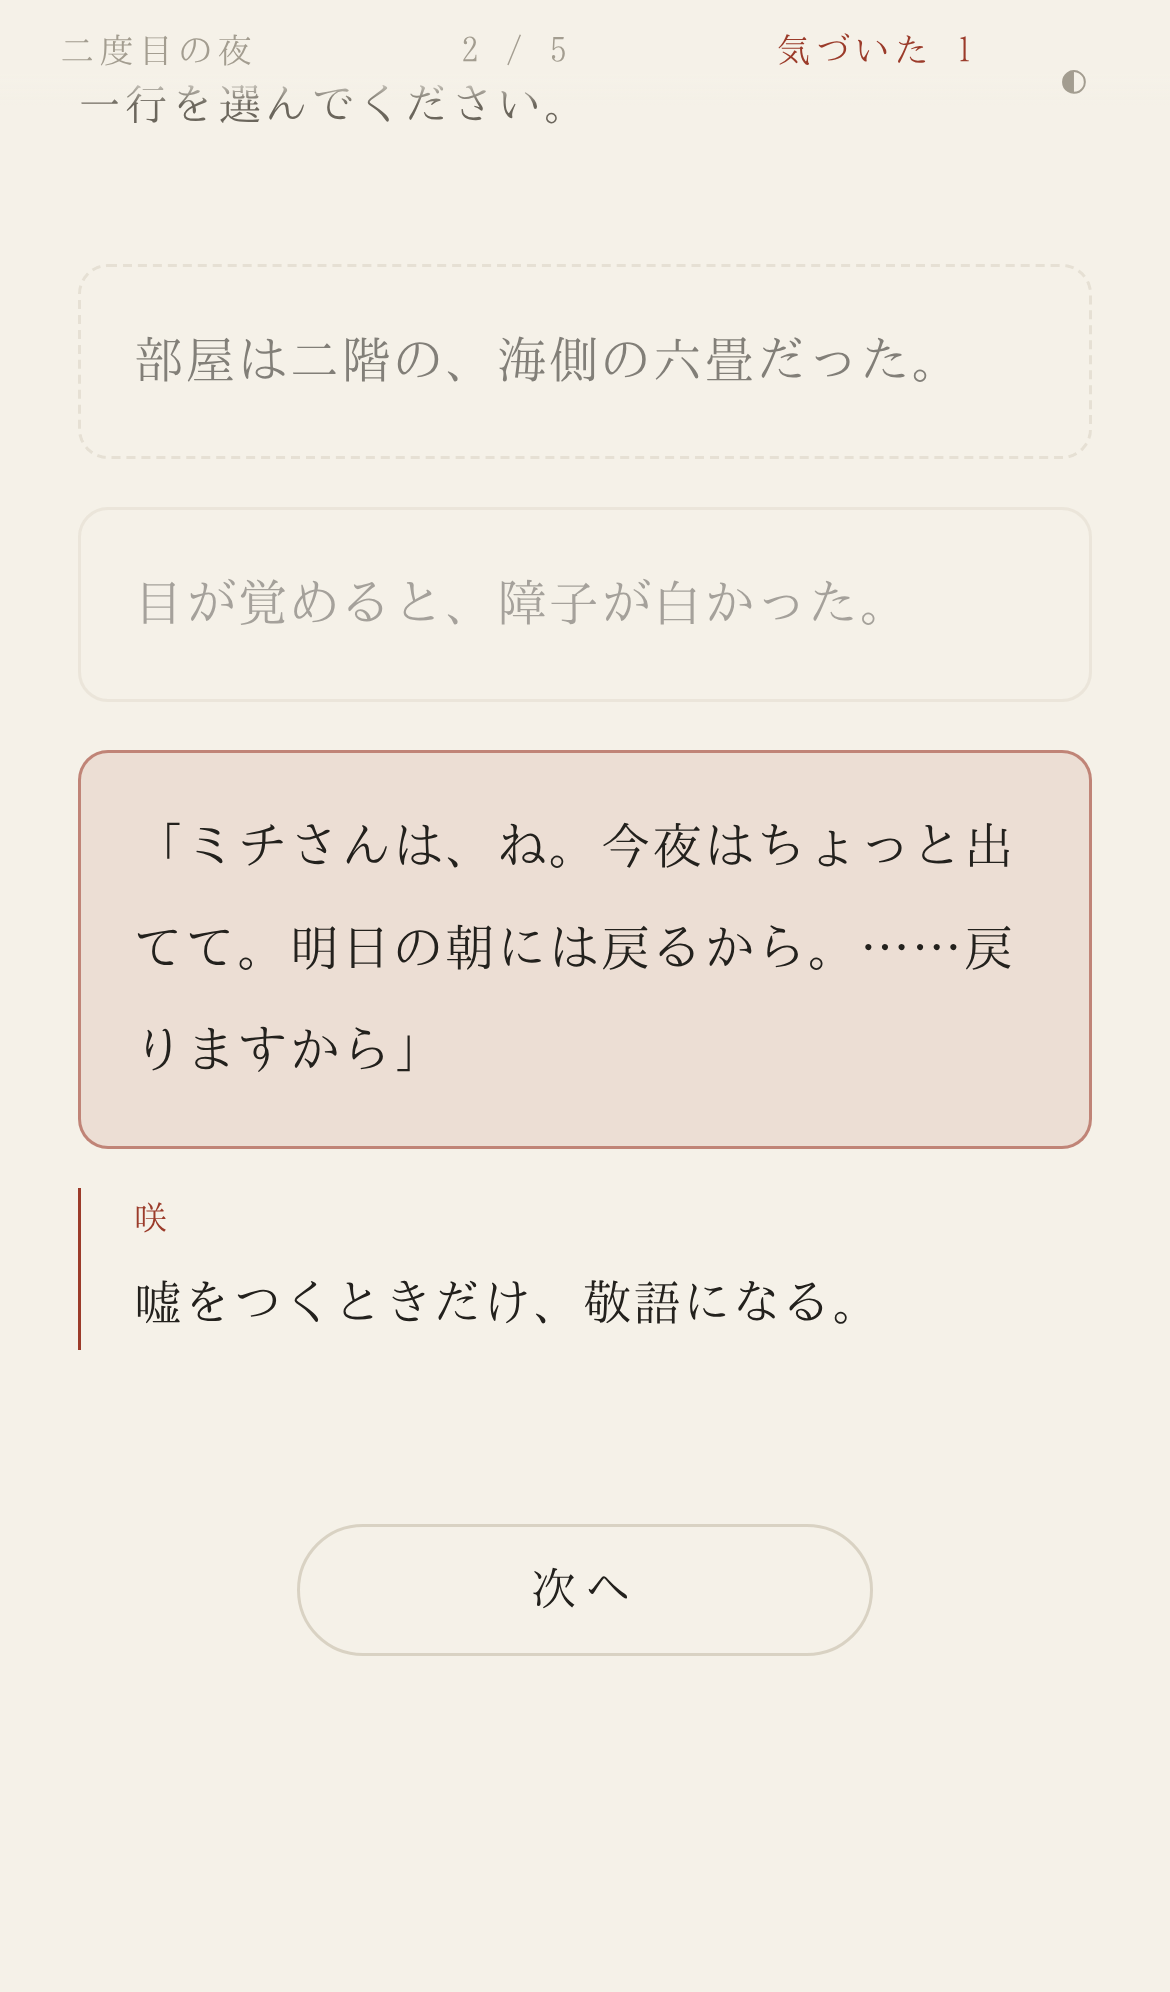 二度目の夜 2 / 5 気づいた 1
一行を選んでください。
部屋は二階の、海側の六畳だった。
目が覚めると、障子が白かった。
「ミチさんは、ね。今夜はちょっと出
てて。明日の朝には戻るから。……戻
りますから」
咲
嘘をつくときだけ、敬語になる。
次へ